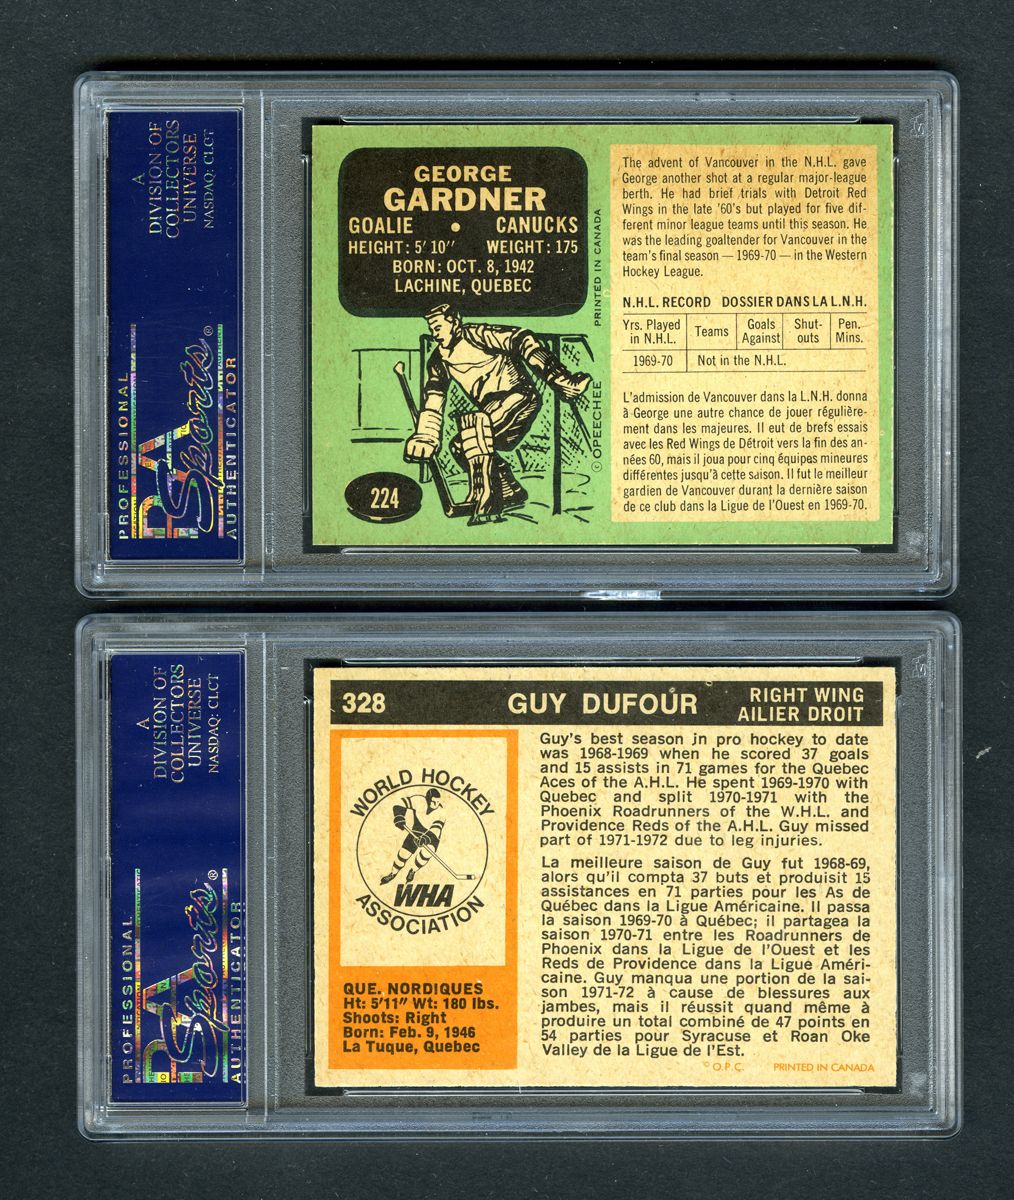 A
DIVISION OF
COLLECTORS
UNIVERSE
NASDAQ: CLCT
PROFESSIONAL
PSA
Sports®
AUTHENTICATOR
GEORGE
GARDNER
GOALIE • CANUCKS
HEIGHT: 5' 10" WEIGHT: 175
BORN: OCT. 8, 1942
LACHINE, QUEBEC
224
© OPEECHEE PRINTED IN CANADA
The advent of Vancouver in the N.H.L. gave
George another shot at a regular major-league
berth. He had brief trials with Detroit Red
Wings in the late '60's but played for five dif-
ferent minor league teams until this season. He
was the leading goaltender for Vancouver in the
team's final season — 1969-70 — in the Western
Hockey League.
N.H.L. RECORD DOSSIER DANS LA L.N.H.
Yrs. Played in N.H.L. Teams Goals Against Shut-outs Pen. Mins.
1969-70 Not in the N.H.L.
L'admission de Vancouver dans la L.N.H. donna
à George une autre chance de jouer régulière-
ment dans les majeures. Il eut de brefs essais
avec les Red Wings de Détroit vers la fin des an-
nées 60, mais il joua pour cinq équipes mineures
différentes jusqu'à cette saison. Il fut le meilleur
gardien de Vancouver durant la dernière saison
de ce club dans la Ligue de l'Ouest en 1969-70.
A
DIVISION OF
COLLECTORS
UNIVERSE
NASDAQ: CLCT
PROFESSIONAL
PSA
Sports®
AUTHENTICATOR
328 GUY DUFOUR RIGHT WING
AILIER DROIT
WORLD HOCKEY
WHA
ASSOCIATION
QUE. NORDIQUES
Ht: 5'11" Wt: 180 lbs.
Shoots: Right
Born: Feb. 9, 1946
La Tuque, Quebec
Guy's best season in pro hockey to date
was 1968-1969 when he scored 37 goals
and 15 assists in 71 games for the Quebec
Aces of the A.H.L. He spent 1969-1970 with
Quebec and split 1970-1971 with the
Phoenix Roadrunners of the W.H.L. and
Providence Reds of the A.H.L. Guy missed
part of 1971-1972 due to leg injuries.
La meilleure saison de Guy fut 1968-69,
alors qu'il compta 37 buts et produisit 15
assistances en 71 parties pour les As de
Québec dans la Ligue Américaine. Il passa
la saison 1969-70 à Québec; il partagea la
saison 1970-71 entre les Roadrunners de
Phoenix dans la Ligue de l'Ouest et les
Reds de Providence dans la Ligue Améri-
caine. Guy manqua une portion de la sai-
son 1971-72 à cause de blessures aux
jambes, mais il réussit quand même à
produire un total combiné de 47 points en
54 parties pour Syracuse et Roan Oke
Valley de la Ligue de l'Est.
© O.P.C. PRINTED IN CANADA